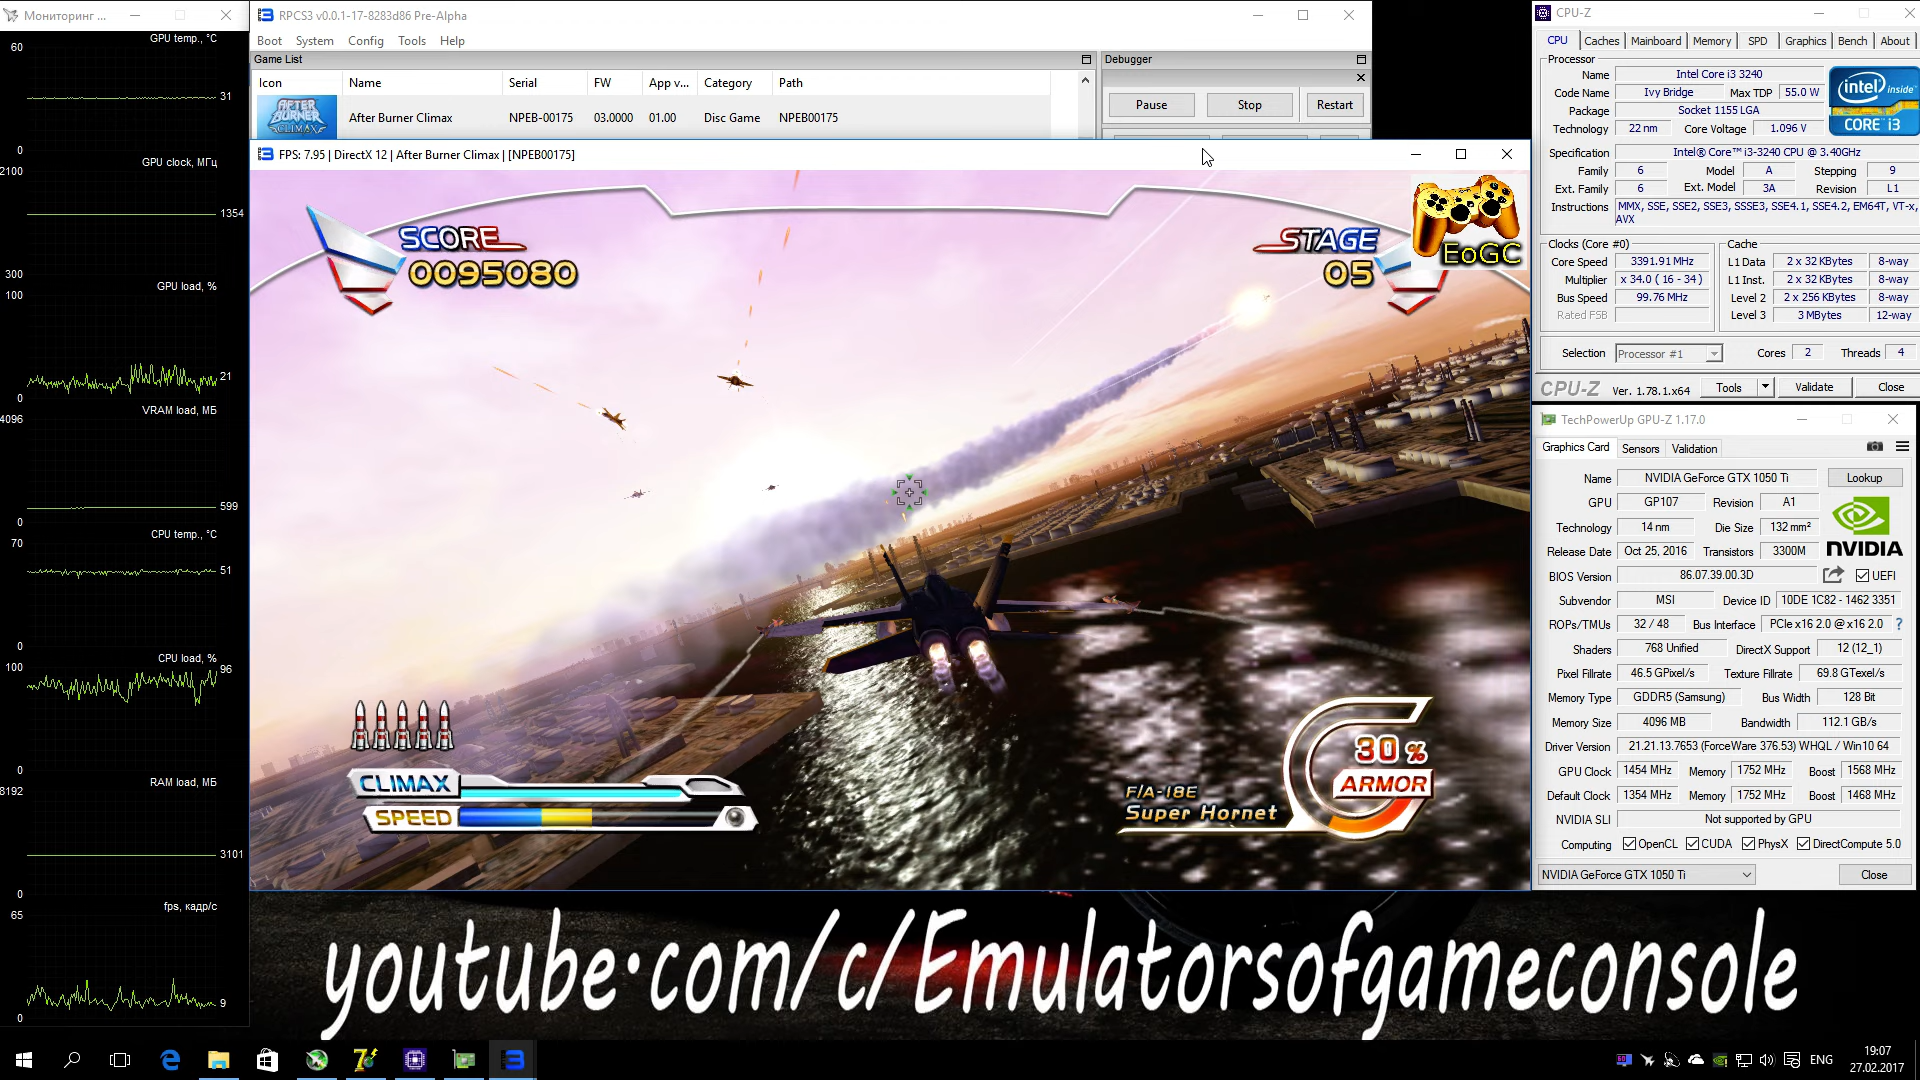 Мониторинг ...
GPU temp., °C
60
31
0
GPU clock, МГц
2100
1354
300
GPU load, %
100
21
0
VRAM load, МБ
4096
599
0
CPU temp., °C
70
51
0
CPU load, %
100
96
0
RAM load, МБ
8192
3101
0
fps, кадр/с
65
9
0
RPCS3 v0.0.1-17-8283d86 Pre-Alpha
Boot System Config Tools Help
Game List
Icon Name Serial FW App v... Category Path
AFTER BURNER CLIMAX
After Burner Climax NPEB-00175 03.0000 01.00 Disc Game NPEB00175
Debugger
Pause Stop Restart
FPS: 7.95 | DirectX 12 | After Burner Climax | [NPEB00175]
SCORE
0095080
STAGE
05
EoGC
CLIMAX
SPEED
F/A-18E
Super Hornet
30 %
ARMOR
youtube.com/c/Emulatorsofgameconsole
CPU-Z
CPU Caches Mainboard Memory SPD Graphics Bench About
Processor
Name Intel Core i3 3240
Code Name Ivy Bridge Max TDP 55.0 W
Package Socket 1155 LGA
Technology 22 nm Core Voltage 1.096 V
intel inside
CORE i3
Specification Intel® Core™ i3-3240 CPU @ 3.40GHz
Family 6 Model A Stepping 9
Ext. Family 6 Ext. Model 3A Revision L1
Instructions MMX, SSE, SSE2, SSE3, SSSE3, SSE4.1, SSE4.2, EM64T, VT-x,
AVX
Clocks (Core #0)
Core Speed 3391.91 MHz
Multiplier x 34.0 ( 16 - 34 )
Bus Speed 99.76 MHz
Rated FSB
Cache
L1 Data 2 x 32 KBytes 8-way
L1 Inst. 2 x 32 KBytes 8-way
Level 2 2 x 256 KBytes 8-way
Level 3 3 MBytes 12-way
Selection Processor #1 Cores 2 Threads 4
CPU-Z Ver. 1.78.1.x64 Tools Validate Close
TechPowerUp GPU-Z 1.17.0
Graphics Card Sensors Validation
Name NVIDIA GeForce GTX 1050 Ti Lookup
GPU GP107 Revision A1
Technology 14 nm Die Size 132 mm²
Release Date Oct 25, 2016 Transistors 3300M
NVIDIA
BIOS Version 86.07.39.00.3D UEFI
Subvendor MSI Device ID 10DE 1C82 - 1462 3351
ROPs/TMUs 32 / 48 Bus Interface PCIe x16 2.0 @ x16 2.0 ?
Shaders 768 Unified DirectX Support 12 (12_1)
Pixel Fillrate 46.5 GPixel/s Texture Fillrate 69.8 GTexel/s
Memory Type GDDR5 (Samsung) Bus Width 128 Bit
Memory Size 4096 MB Bandwidth 112.1 GB/s
Driver Version 21.21.13.7653 (ForceWare 376.53) WHQL / Win10 64
GPU Clock 1454 MHz Memory 1752 MHz Boost 1568 MHz
Default Clock 1354 MHz Memory 1752 MHz Boost 1468 MHz
NVIDIA SLI Not supported by GPU
Computing OpenCL CUDA PhysX DirectCompute 5.0
NVIDIA GeForce GTX 1050 Ti Close
ENG
19:07
27.02.2017